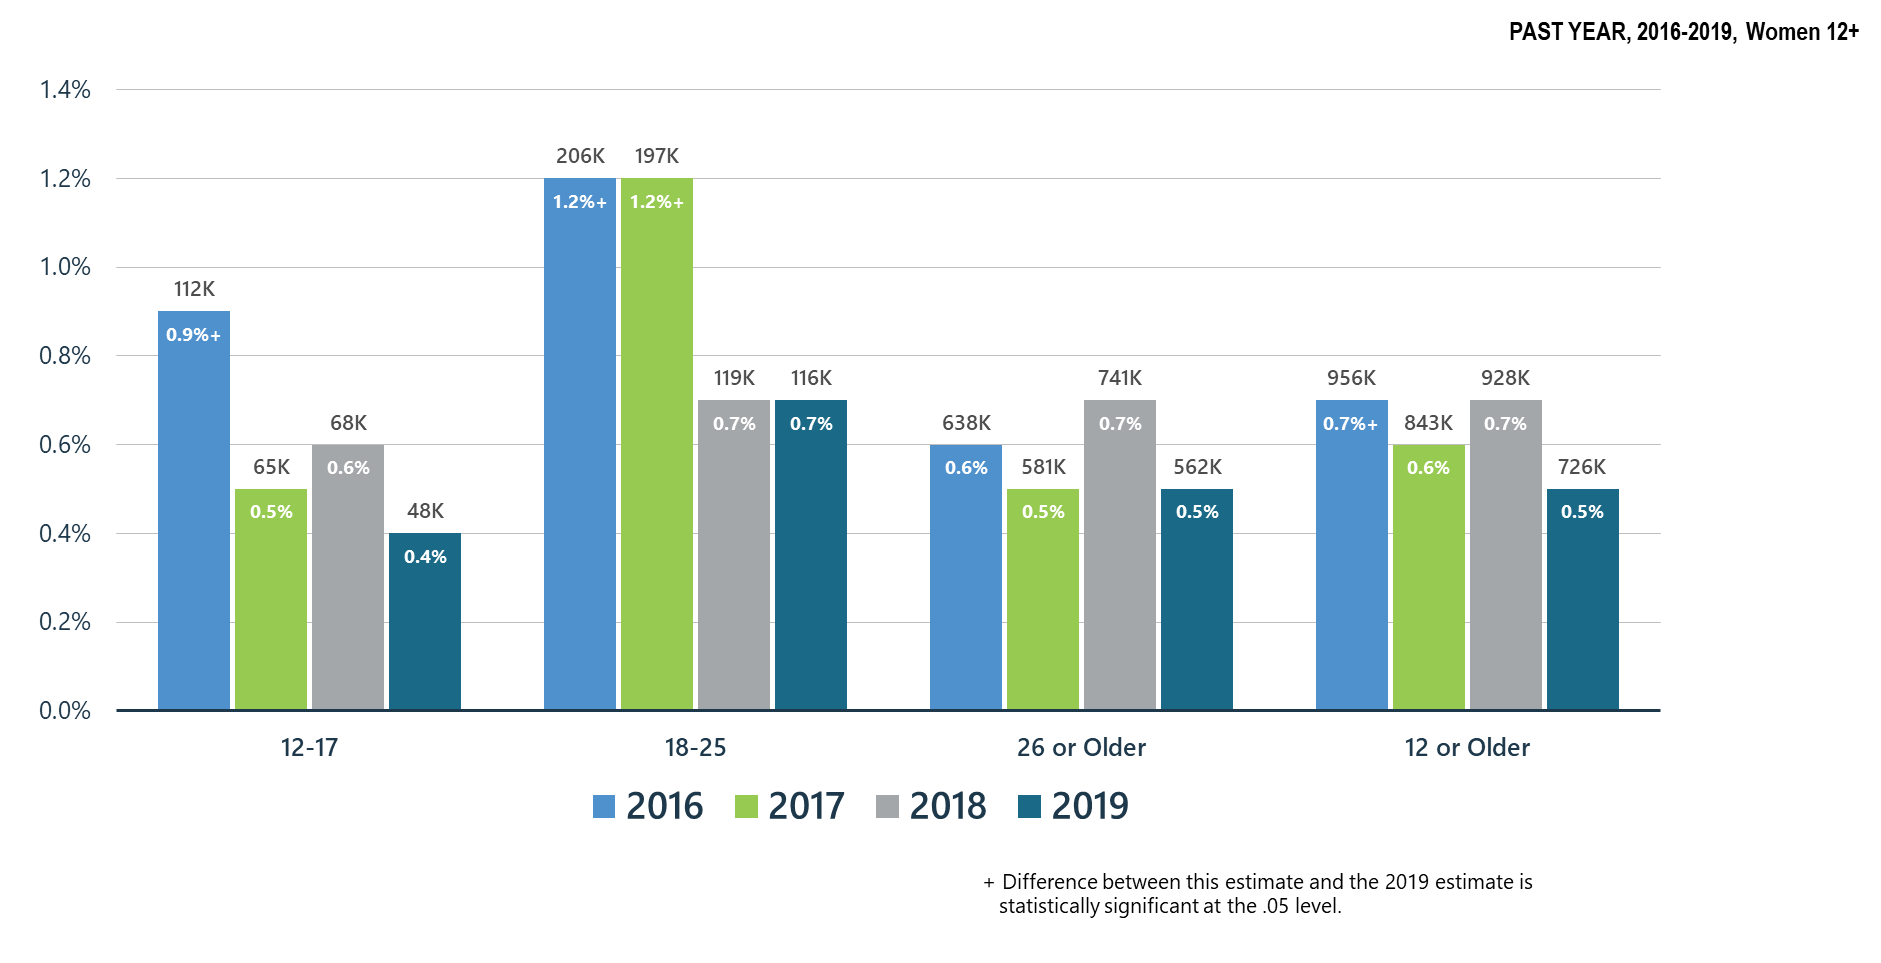 PAST YEAR, 2016-2019, Women 12+
1.4%
1.2%
1.0%
0.8%
0.6%
0.4%
0.2%
0.0%
112K
0.9%+
65K
0.5%
68K
0.6%
48K
0.4%
206K
1.2%+
197K
1.2%+
119K
0.7%
116K
0.7%
638K
0.6%
581K
0.5%
741K
0.7%
562K
0.5%
956K
0.7%+
843K
0.6%
928K
0.7%
726K
0.5%
12-17
18-25
26 or Older
12 or Older
2016
2017
2018
2019
+ Difference between this estimate and the 2019 estimate is
statistically significant at the .05 level.